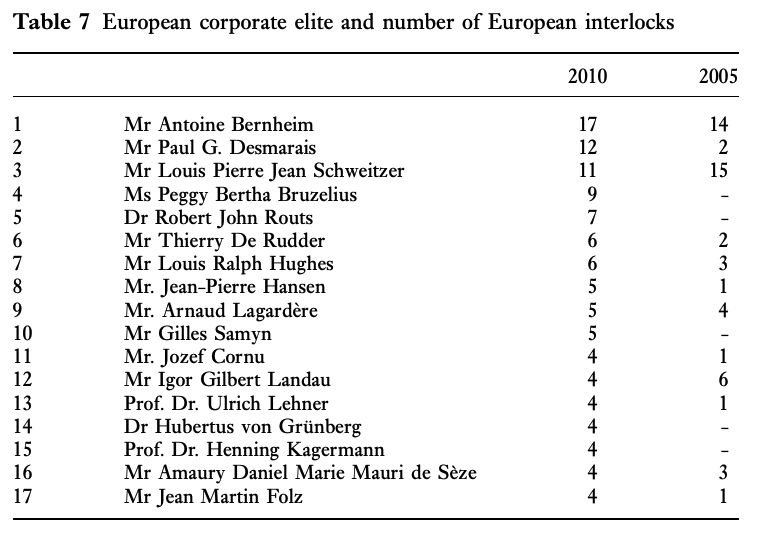 Table 7 European corporate elite and number of European interlocks
2010 2005
1 Mr Antoine Bernheim 17 14
2 Mr Paul G. Desmarais 12 2
3 Mr Louis Pierre Jean Schweitzer 11 15
4 Ms Peggy Bertha Bruzelius 9 –
5 Dr Robert John Routs 7 –
6 Mr Thierry De Rudder 6 2
7 Mr Louis Ralph Hughes 6 3
8 Mr. Jean-Pierre Hansen 5 1
9 Mr. Arnaud Lagardère 5 4
10 Mr Gilles Samyn 5 –
11 Mr. Jozef Cornu 4 1
12 Mr Igor Gilbert Landau 4 6
13 Prof. Dr. Ulrich Lehner 4 1
14 Dr Hubertus von Grünberg 4 –
15 Prof. Dr. Henning Kagermann 4 –
16 Mr Amaury Daniel Marie Mauri de Sèze 4 3
17 Mr Jean Martin Folz 4 1